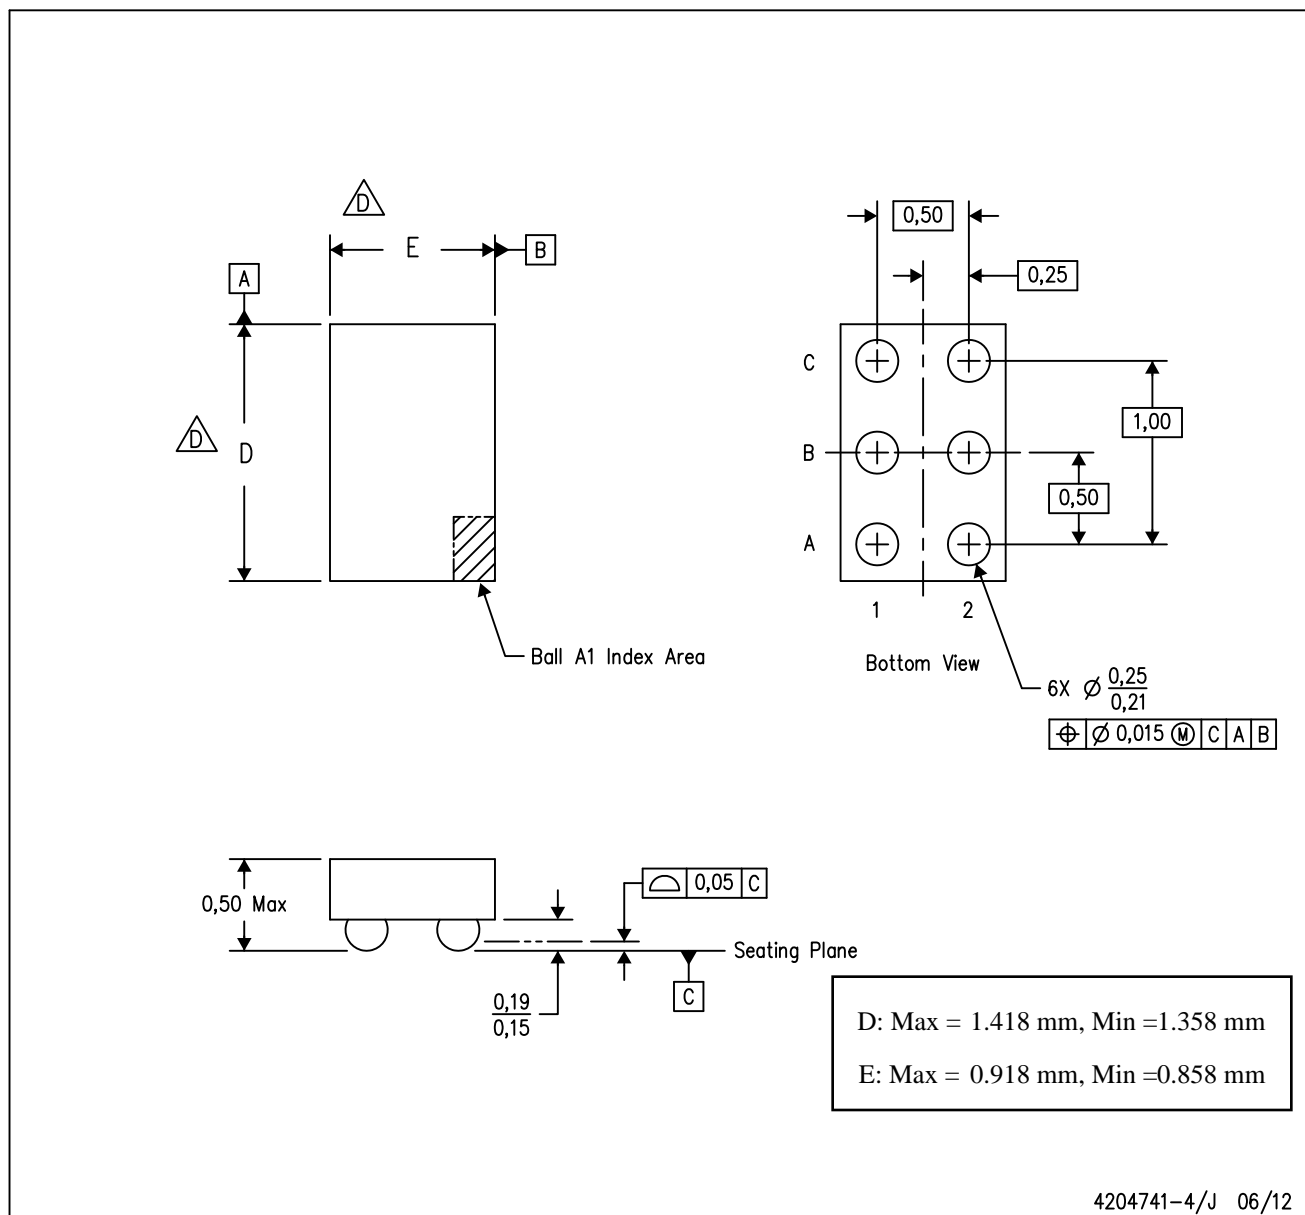 D
E
B
A
D
D
Ball A1 Index Area
0,50
0,25
C
B
A
1,00
0,50
1 2
Bottom View
6X Ø 0,25
0,21
⌖ Ø 0,015 Ⓜ C A B
0,50 Max
⌓ 0,05 C
Seating Plane
C
0,19
0,15
D: Max = 1.418 mm, Min =1.358 mm
E: Max = 0.918 mm, Min =0.858 mm
4204741-4/J 06/12